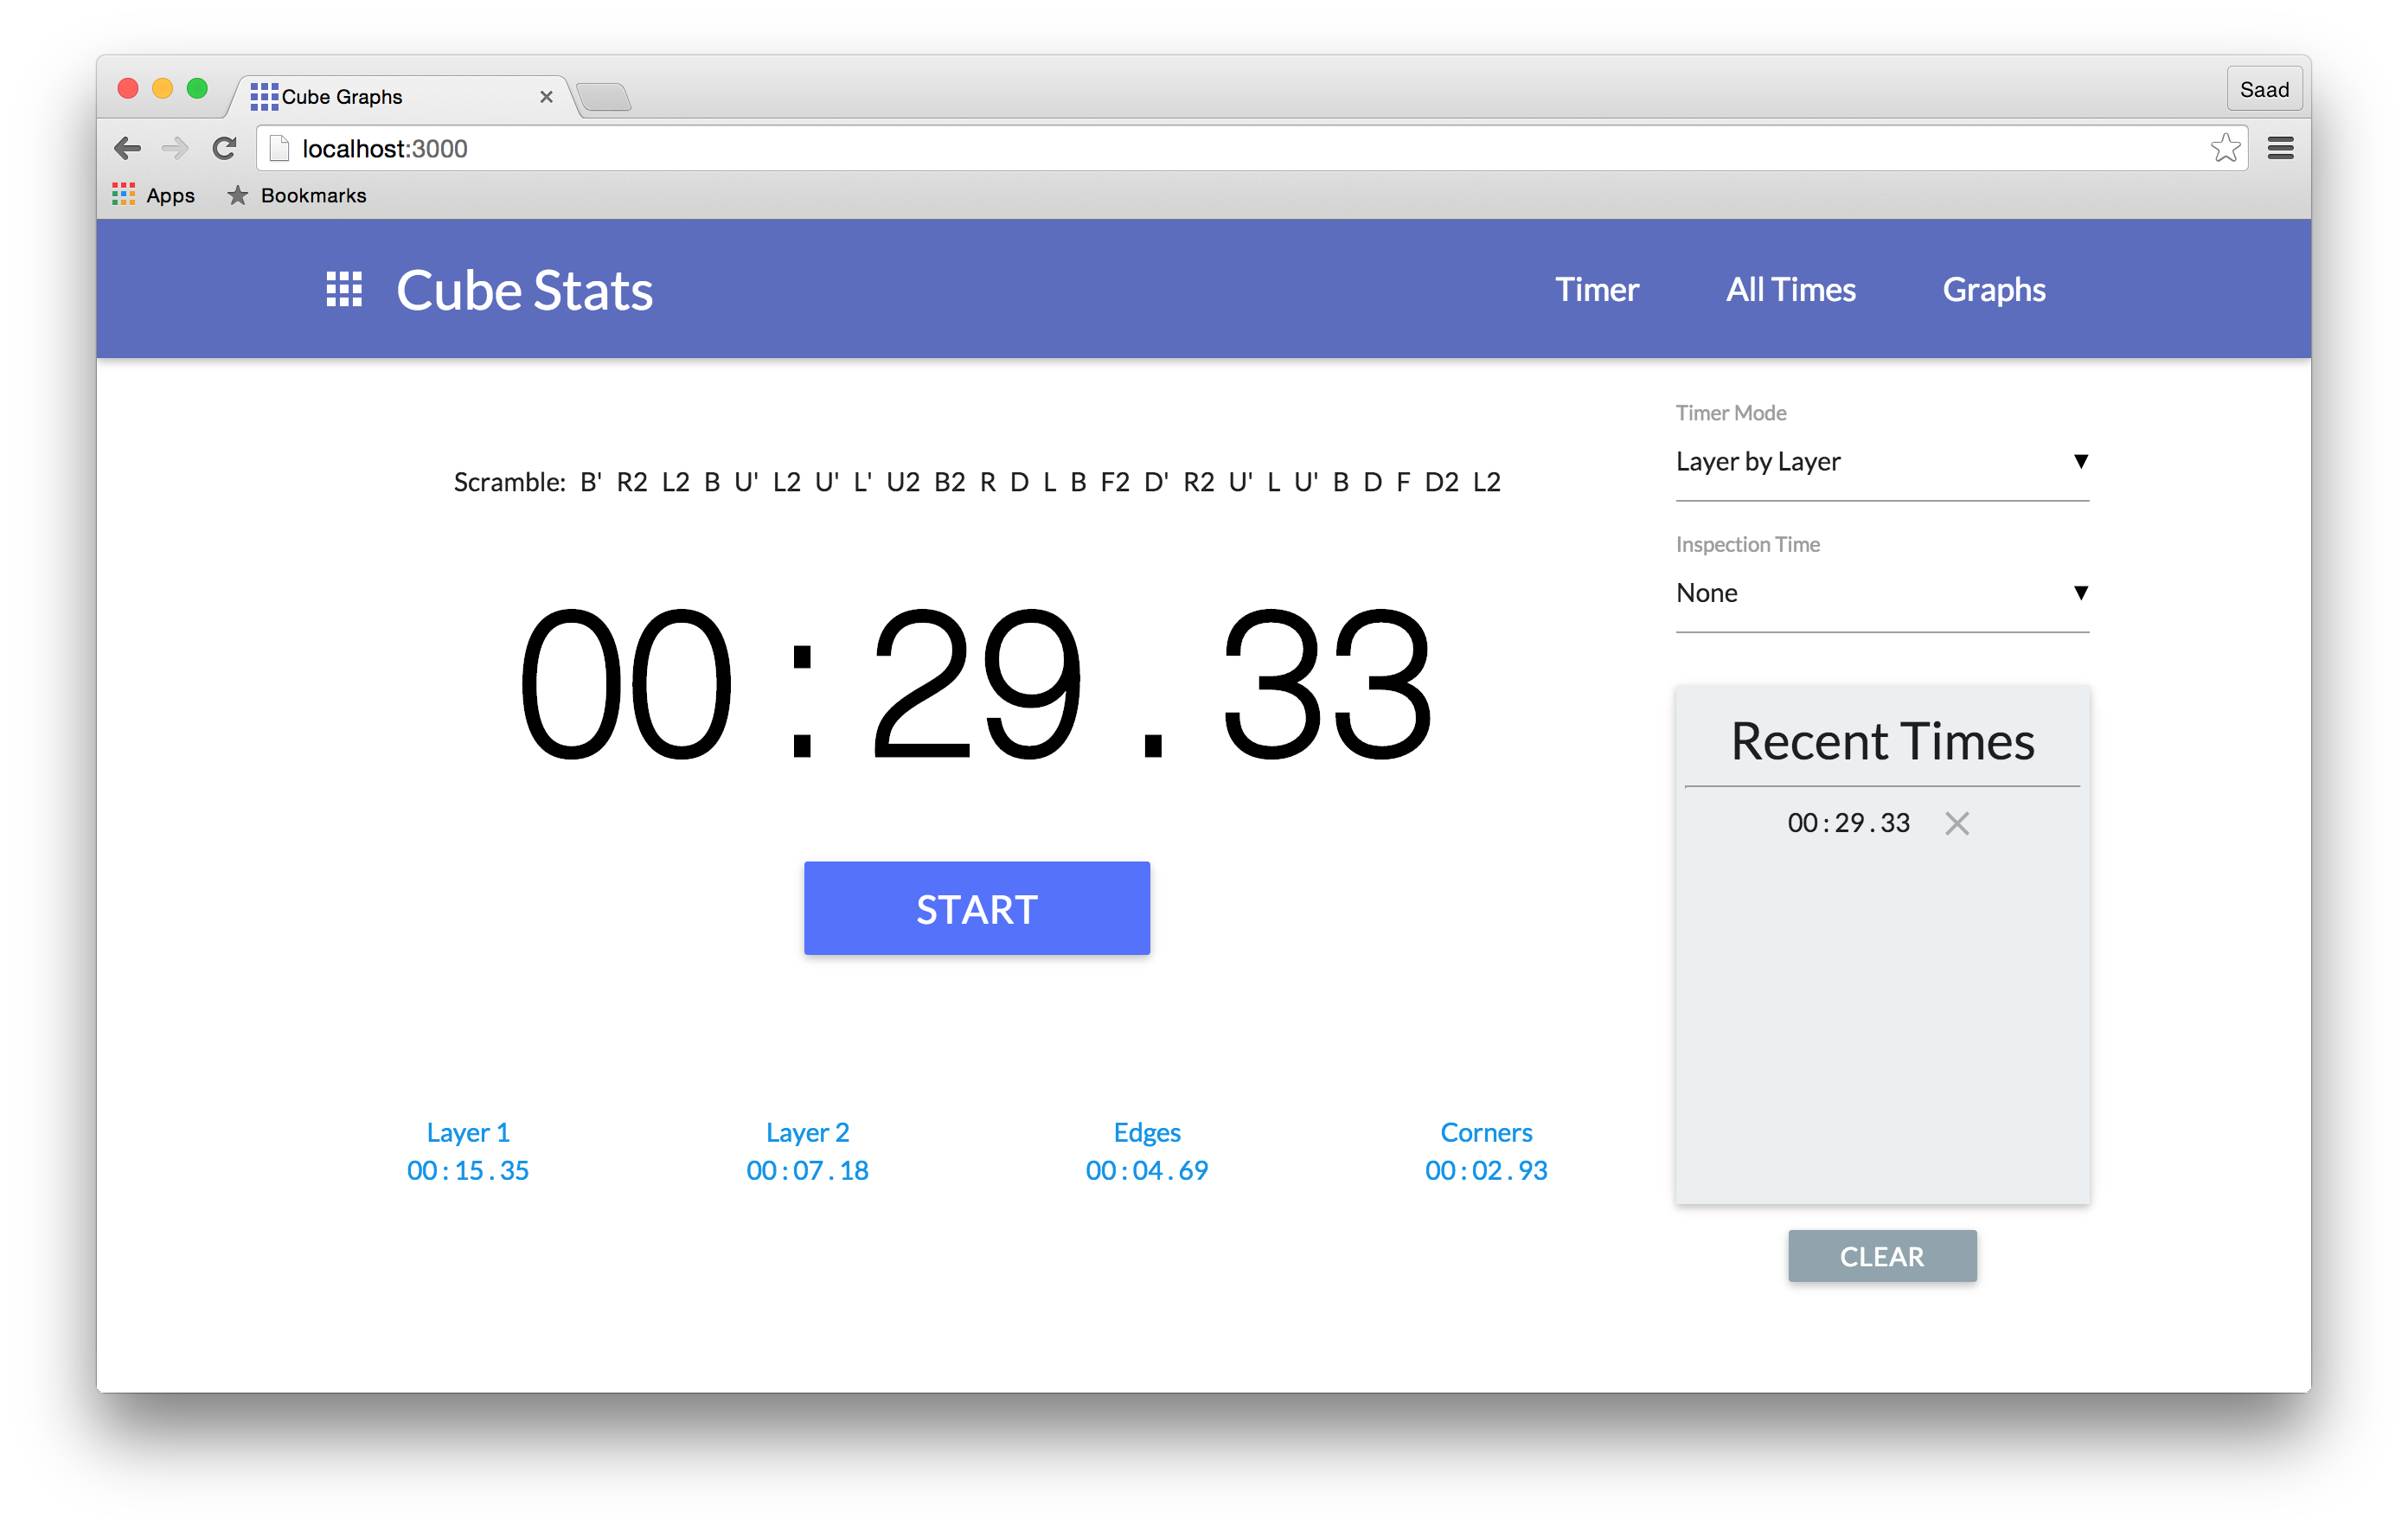 Cube Graphs
Saad
localhost:3000
Apps Bookmarks
Cube Stats Timer All Times Graphs
Timer Mode
Layer by Layer
Scramble: B' R2 L2 B U' L2 U' L' U2 B2 R D L B F2 D' R2 U' L U' B D F D2 L2
Inspection Time
None
00:29.33
Recent Times
00:29.33
START
Layer 1 Layer 2 Edges Corners
00:15.35 00:07.18 00:04.69 00:02.93
CLEAR